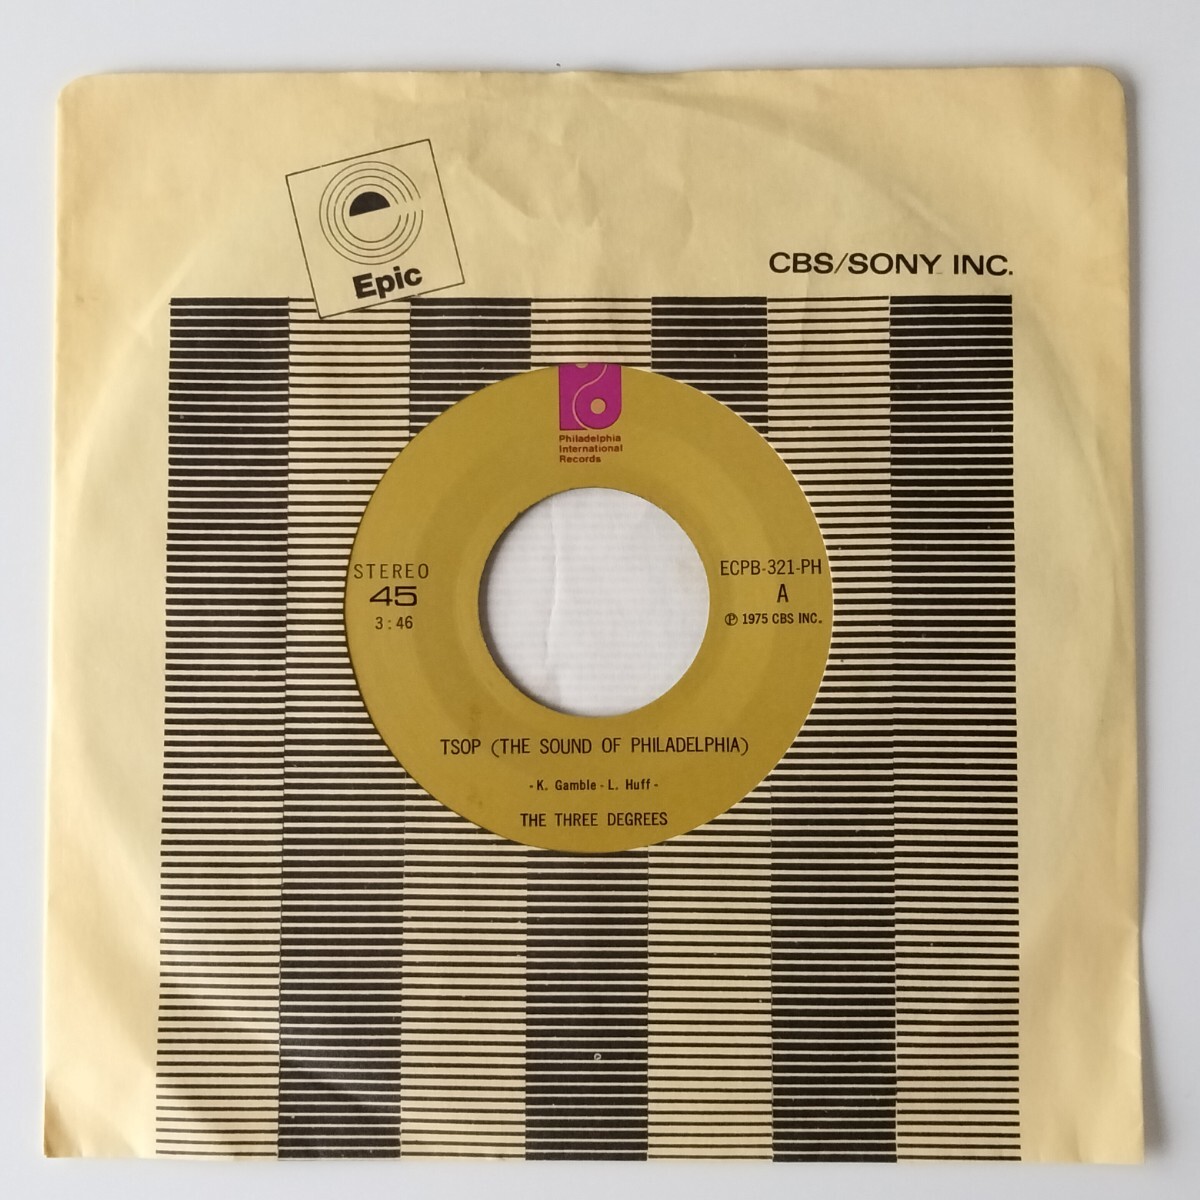 Epic
CBS/SONY INC.
Philadelphia
International
Records
STEREO
45
3:46
ECPB-321-PH
A
Ⓟ 1975 CBS INC.
TSOP (THE SOUND OF PHILADELPHIA)
- K. Gamble - L. Huff -
THE THREE DEGREES